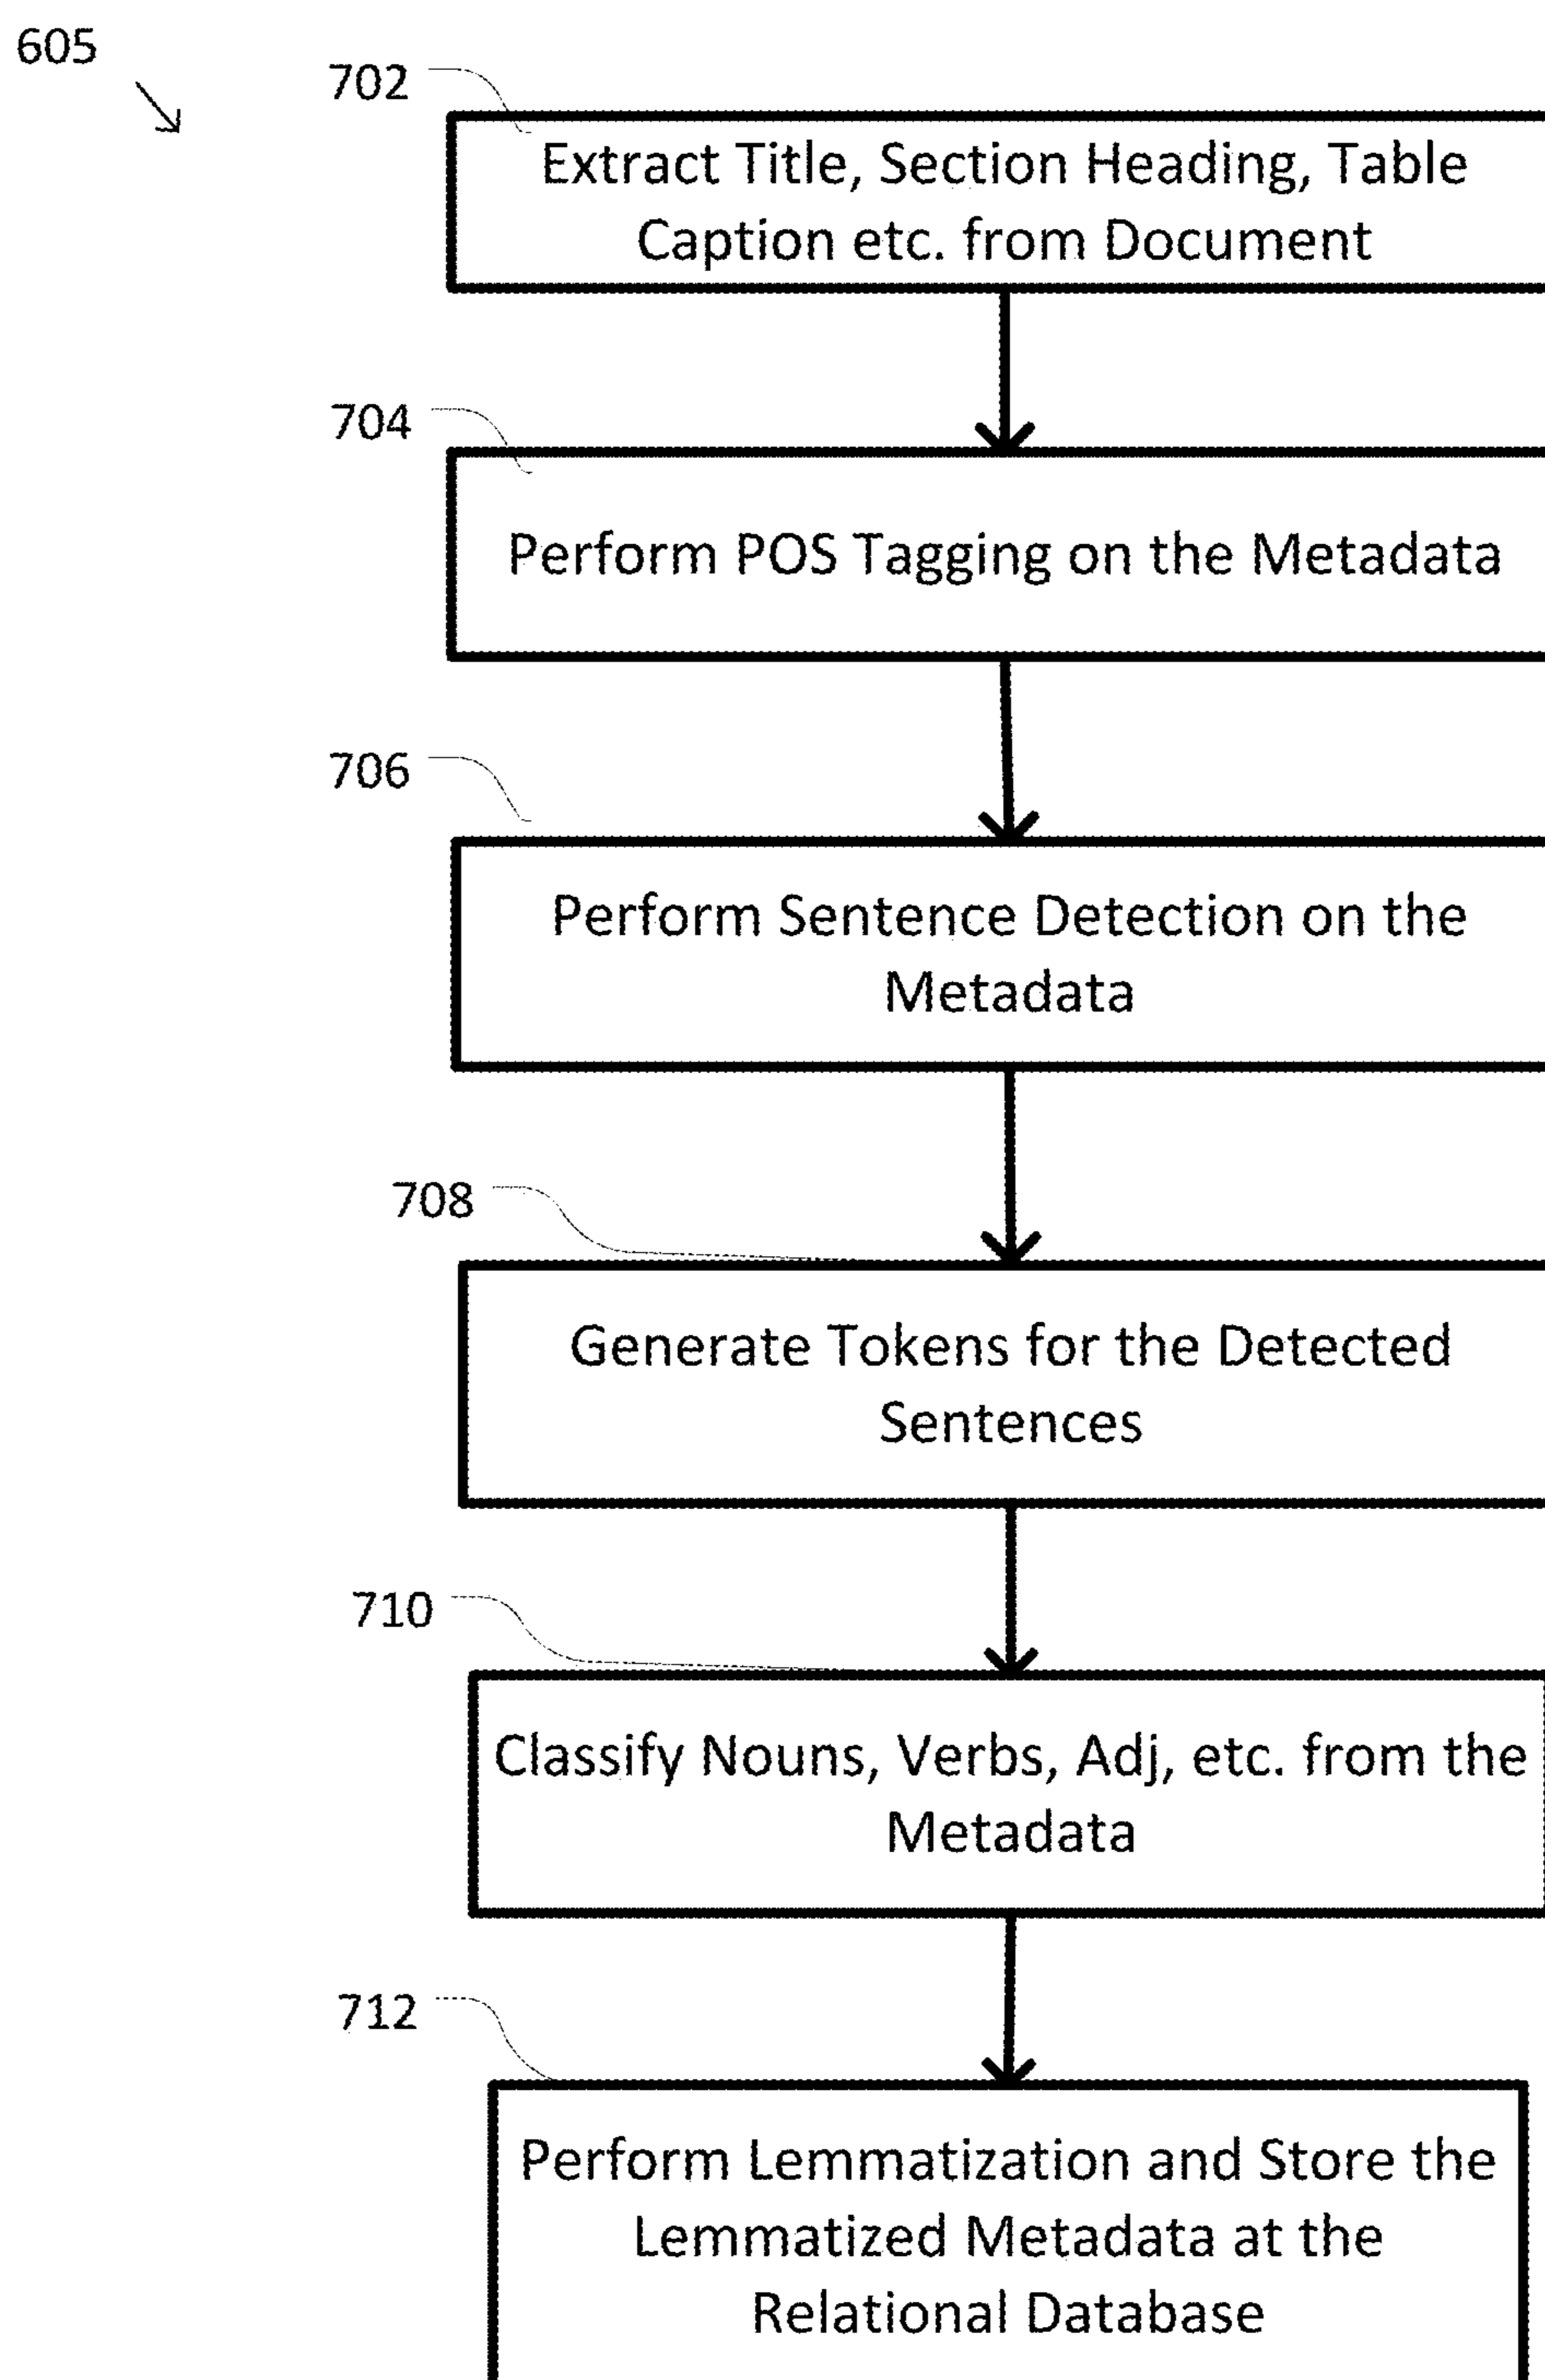 605
702
Extract Title, Section Heading, Table
Caption etc. from Document
704
Perform POS Tagging on the Metadata
706
Perform Sentence Detection on the
Metadata
708
Generate Tokens for the Detected
Sentences
710
Classify Nouns, Verbs, Adj, etc. from the
Metadata
712
Perform Lemmatization and Store the
Lemmatized Metadata at the
Relational Database